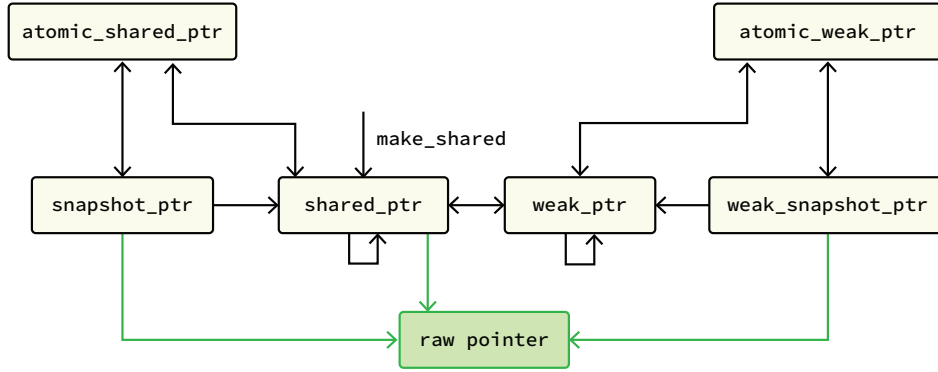 atomic_shared_ptr
atomic_weak_ptr
make_shared
snapshot_ptr
shared_ptr
weak_ptr
weak_snapshot_ptr
raw pointer